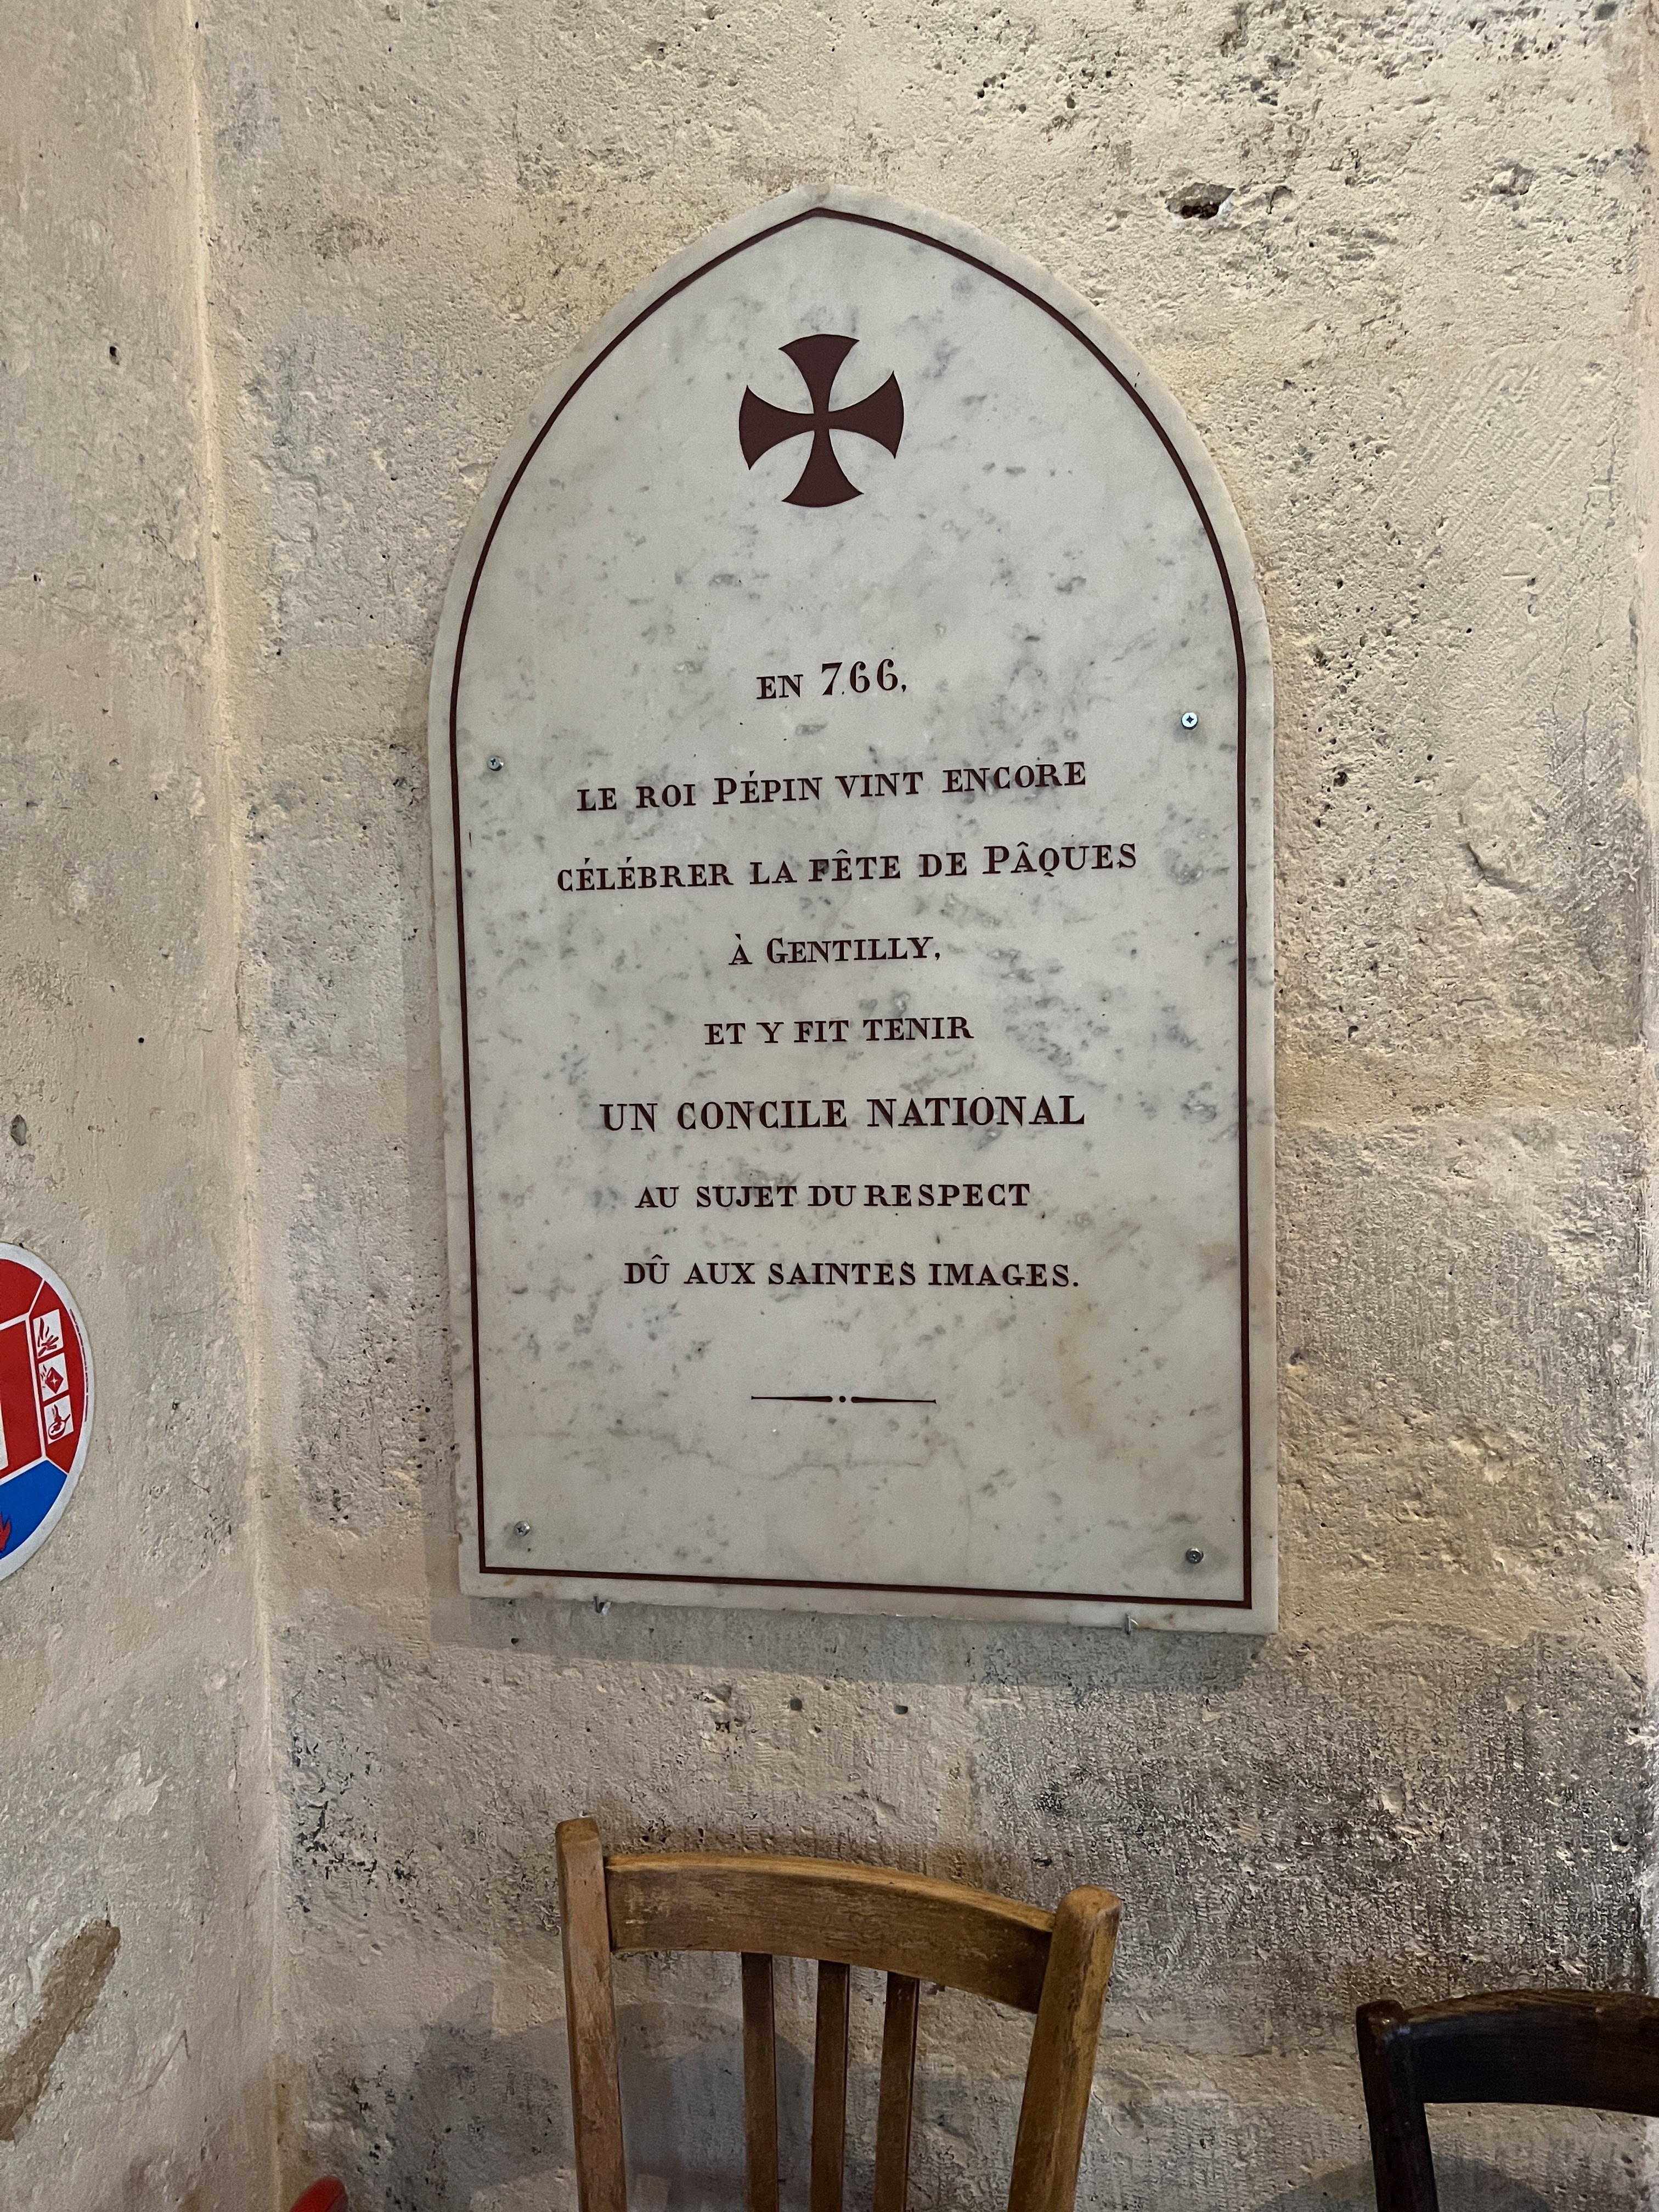 EN 766,
LE ROI PÉPIN VINT ENCORE
CÉLÉBRER LA FÊTE DE PÂQUES
À GENTILLY,
ET Y FIT TENIR
UN CONCILE NATIONAL
AU SUJET DU RESPECT
DÛ AUX SAINTES IMAGES.